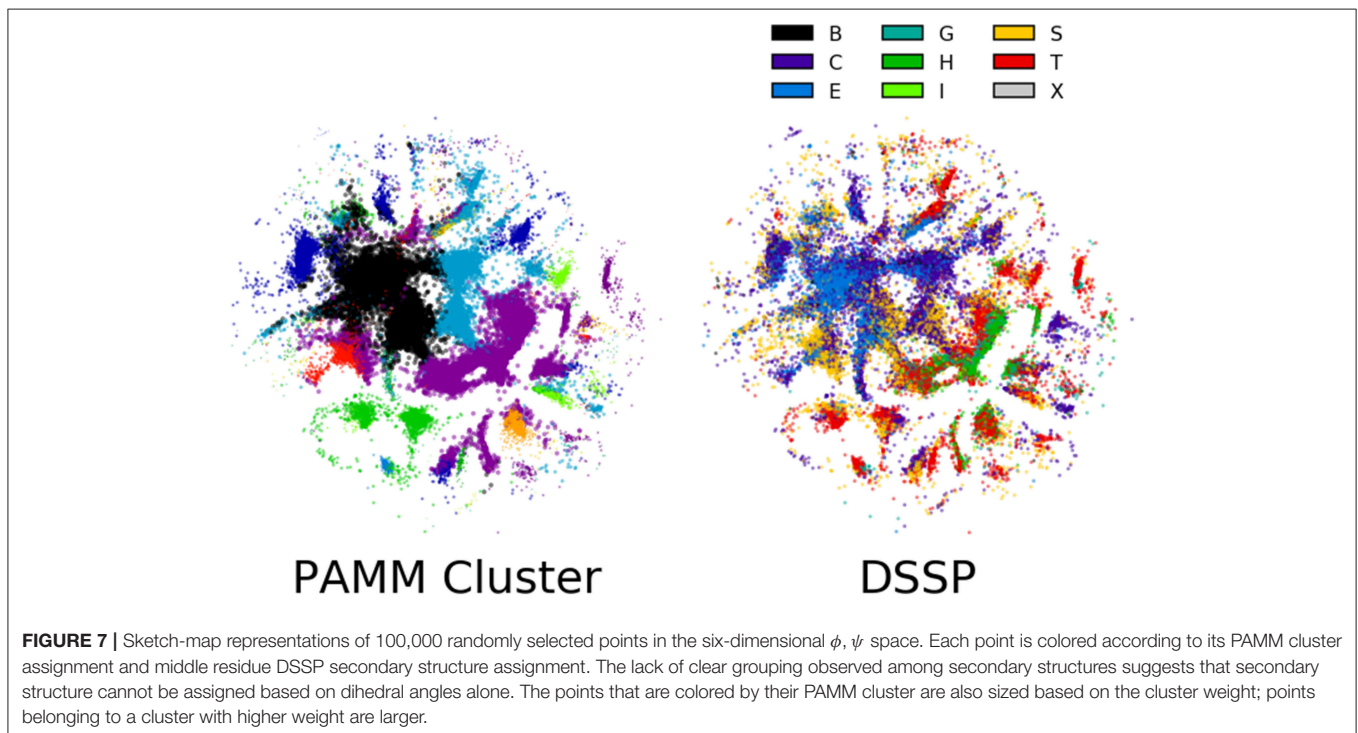 B G S
C H T
E I X
PAMM Cluster DSSP
FIGURE 7 | Sketch-map representations of 100,000 randomly selected points in the six-dimensional ϕ, ψ space. Each point is colored according to its PAMM cluster
assignment and middle residue DSSP secondary structure assignment. The lack of clear grouping observed among secondary structures suggests that secondary
structure cannot be assigned based on dihedral angles alone. The points that are colored by their PAMM cluster are also sized based on the cluster weight; points
belonging to a cluster with higher weight are larger.